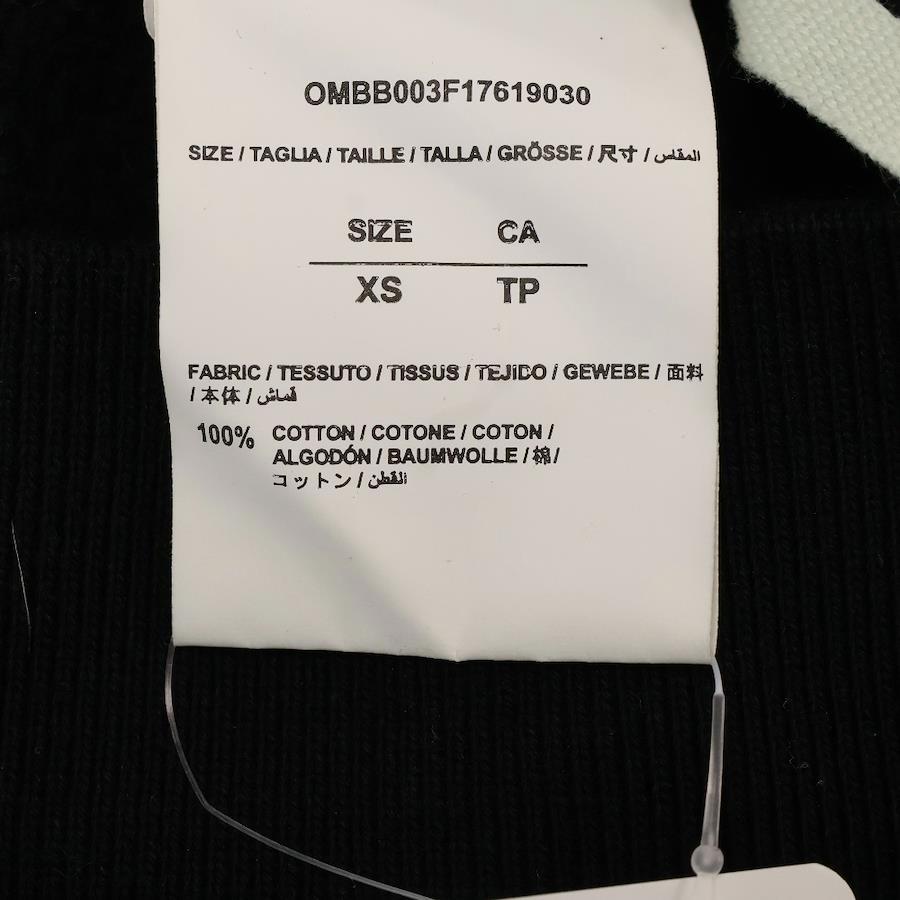 OMBB003F17619030
SIZE / TAGLIA / TAILLE / TALLA / GRÖSSE / 尺寸 / المقاس
SIZE CA
XS TP
FABRIC / TESSUTO / TISSUS / TEJIDO / GEWEBE / 面料
/ 本体 / قماش
100% COTTON / COTONE / COTON /
ALGODÓN / BAUMWOLLE / 棉 /
コットン / القطن